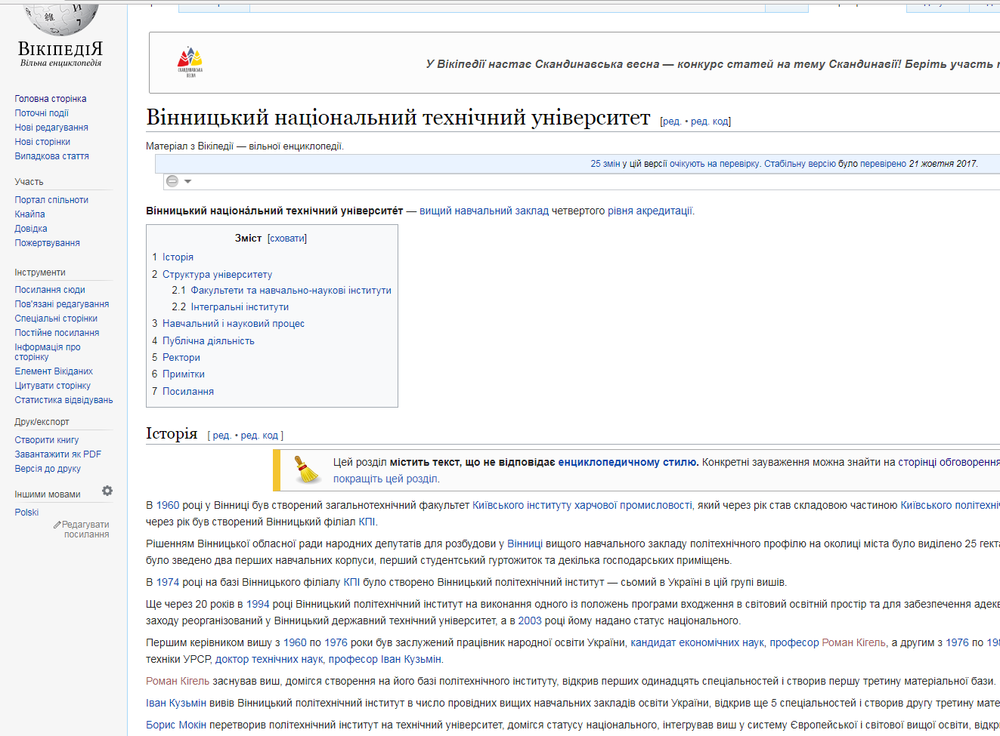 ВІКІПЕДІЯ
Вільна енциклопедія
Головна сторінка
Поточні події
Нові редагування
Нові сторінки
Випадкова стаття
Участь
Портал спільноти
Кнайпа
Довідка
Пожертвування
Інструменти
Посилання сюди
Пов'язані редагування
Спеціальні сторінки
Постійне посилання
Інформація про
сторінку
Елемент Вікіданих
Цитувати сторінку
Статистика відвідувань
Друк/експорт
Створити книгу
Завантажити як PDF
Версія до друку
Іншими мовами
Polski
Редагувати
посилання
СКАНДИНАВСЬКА
ВЕСНА
У Вікіпедії настає Скандинавська весна — конкурс статей на тему Скандинавії! Беріть участь
Вінницький національний технічний університет [ред. • ред. код]
Матеріал з Вікіпедії — вільної енциклопедії.
25 змін у цій версії очікують на перевірку. Стабільну версію було перевірено 21 жовтня 2017.
Ві́нницький націона́льний технічний університе́т — вищий навчальний заклад четвертого рівня акредитації.
Зміст [сховати]
1 Історія
2 Структура університету
2.1 Факультети та навчально-наукові інститути
2.2 Інтегральні інститути
3 Навчальний і науковий процес
4 Публічна діяльність
5 Ректори
6 Примітки
7 Посилання
Історія [ ред. • ред. код ]
Цей розділ містить текст, що не відповідає енциклопедичному стилю. Конкретні зауваження можна знайти на сторінці обговорення
покращіть цей розділ.
В 1960 році у Вінниці був створений загальнотехнічний факультет Київського інституту харчової промисловості, який через рік став складовою частиною Київського політехні
через рік був створений Вінницький філіал КПІ.
Рішенням Вінницької обласної ради народних депутатів для розбудови у Вінниці вищого навчального закладу політехнічного профілю на околиці міста було виділено 25 гект
було зведено два перших навчальних корпуси, перший студентський гуртожиток та декілька господарських приміщень.
В 1974 році на базі Вінницького філіалу КПІ було створено Вінницький політехнічний інститут — сьомий в Україні в цій групі вишів.
Ще через 20 років в 1994 році Вінницький політехнічний інститут на виконання одного із положень програми входження в світовий освітній простір та для забезпечення адекв
заходу реорганізований у Вінницький державний технічний університет, а в 2003 році йому надано статус національного.
Першим керівником вишу з 1960 по 1976 роки був заслужений працівник народної освіти України, кандидат економічних наук, професор Роман Кігель, а другим з 1976 по 198
техніки УРСР, доктор технічних наук, професор Іван Кузьмін.
Роман Кігель заснував виш, домігся створення на його базі політехнічного інституту, відкрив перших одинадцять спеціальностей і створив першу третину матеріальної бази.
Іван Кузьмін вивів Вінницький політехнічний інститут в число провідних вищих навчальних закладів освіти України, відкрив ще 5 спеціальностей і створив другу третину мате
Борис Мокін перетворив політехнічний інститут на технічний університет, домігся статусу національного, інтегрував виш у систему Європейської і світової вищої освіти, відкр